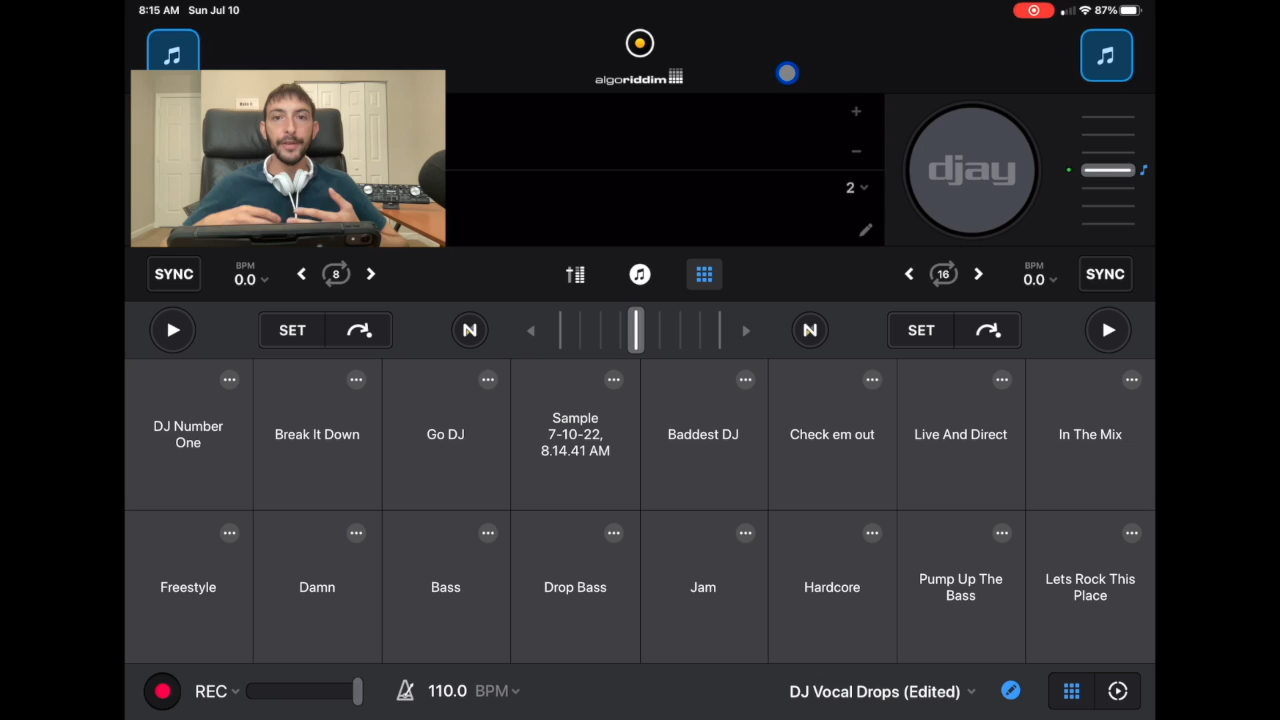 8:15 AM Sun Jul 10
87%
algoriddim
+
−
2
djay
SYNC
BPM
0.0
8
16
BPM
0.0
SYNC
SET
N
N
SET
DJ Number
One
Break It Down
Go DJ
Sample
7-10-22,
8.14.41 AM
Baddest DJ
Check em out
Live And Direct
In The Mix
Freestyle
Damn
Bass
Drop Bass
Jam
Hardcore
Pump Up The
Bass
Lets Rock This
Place
REC
110.0 BPM
DJ Vocal Drops (Edited)